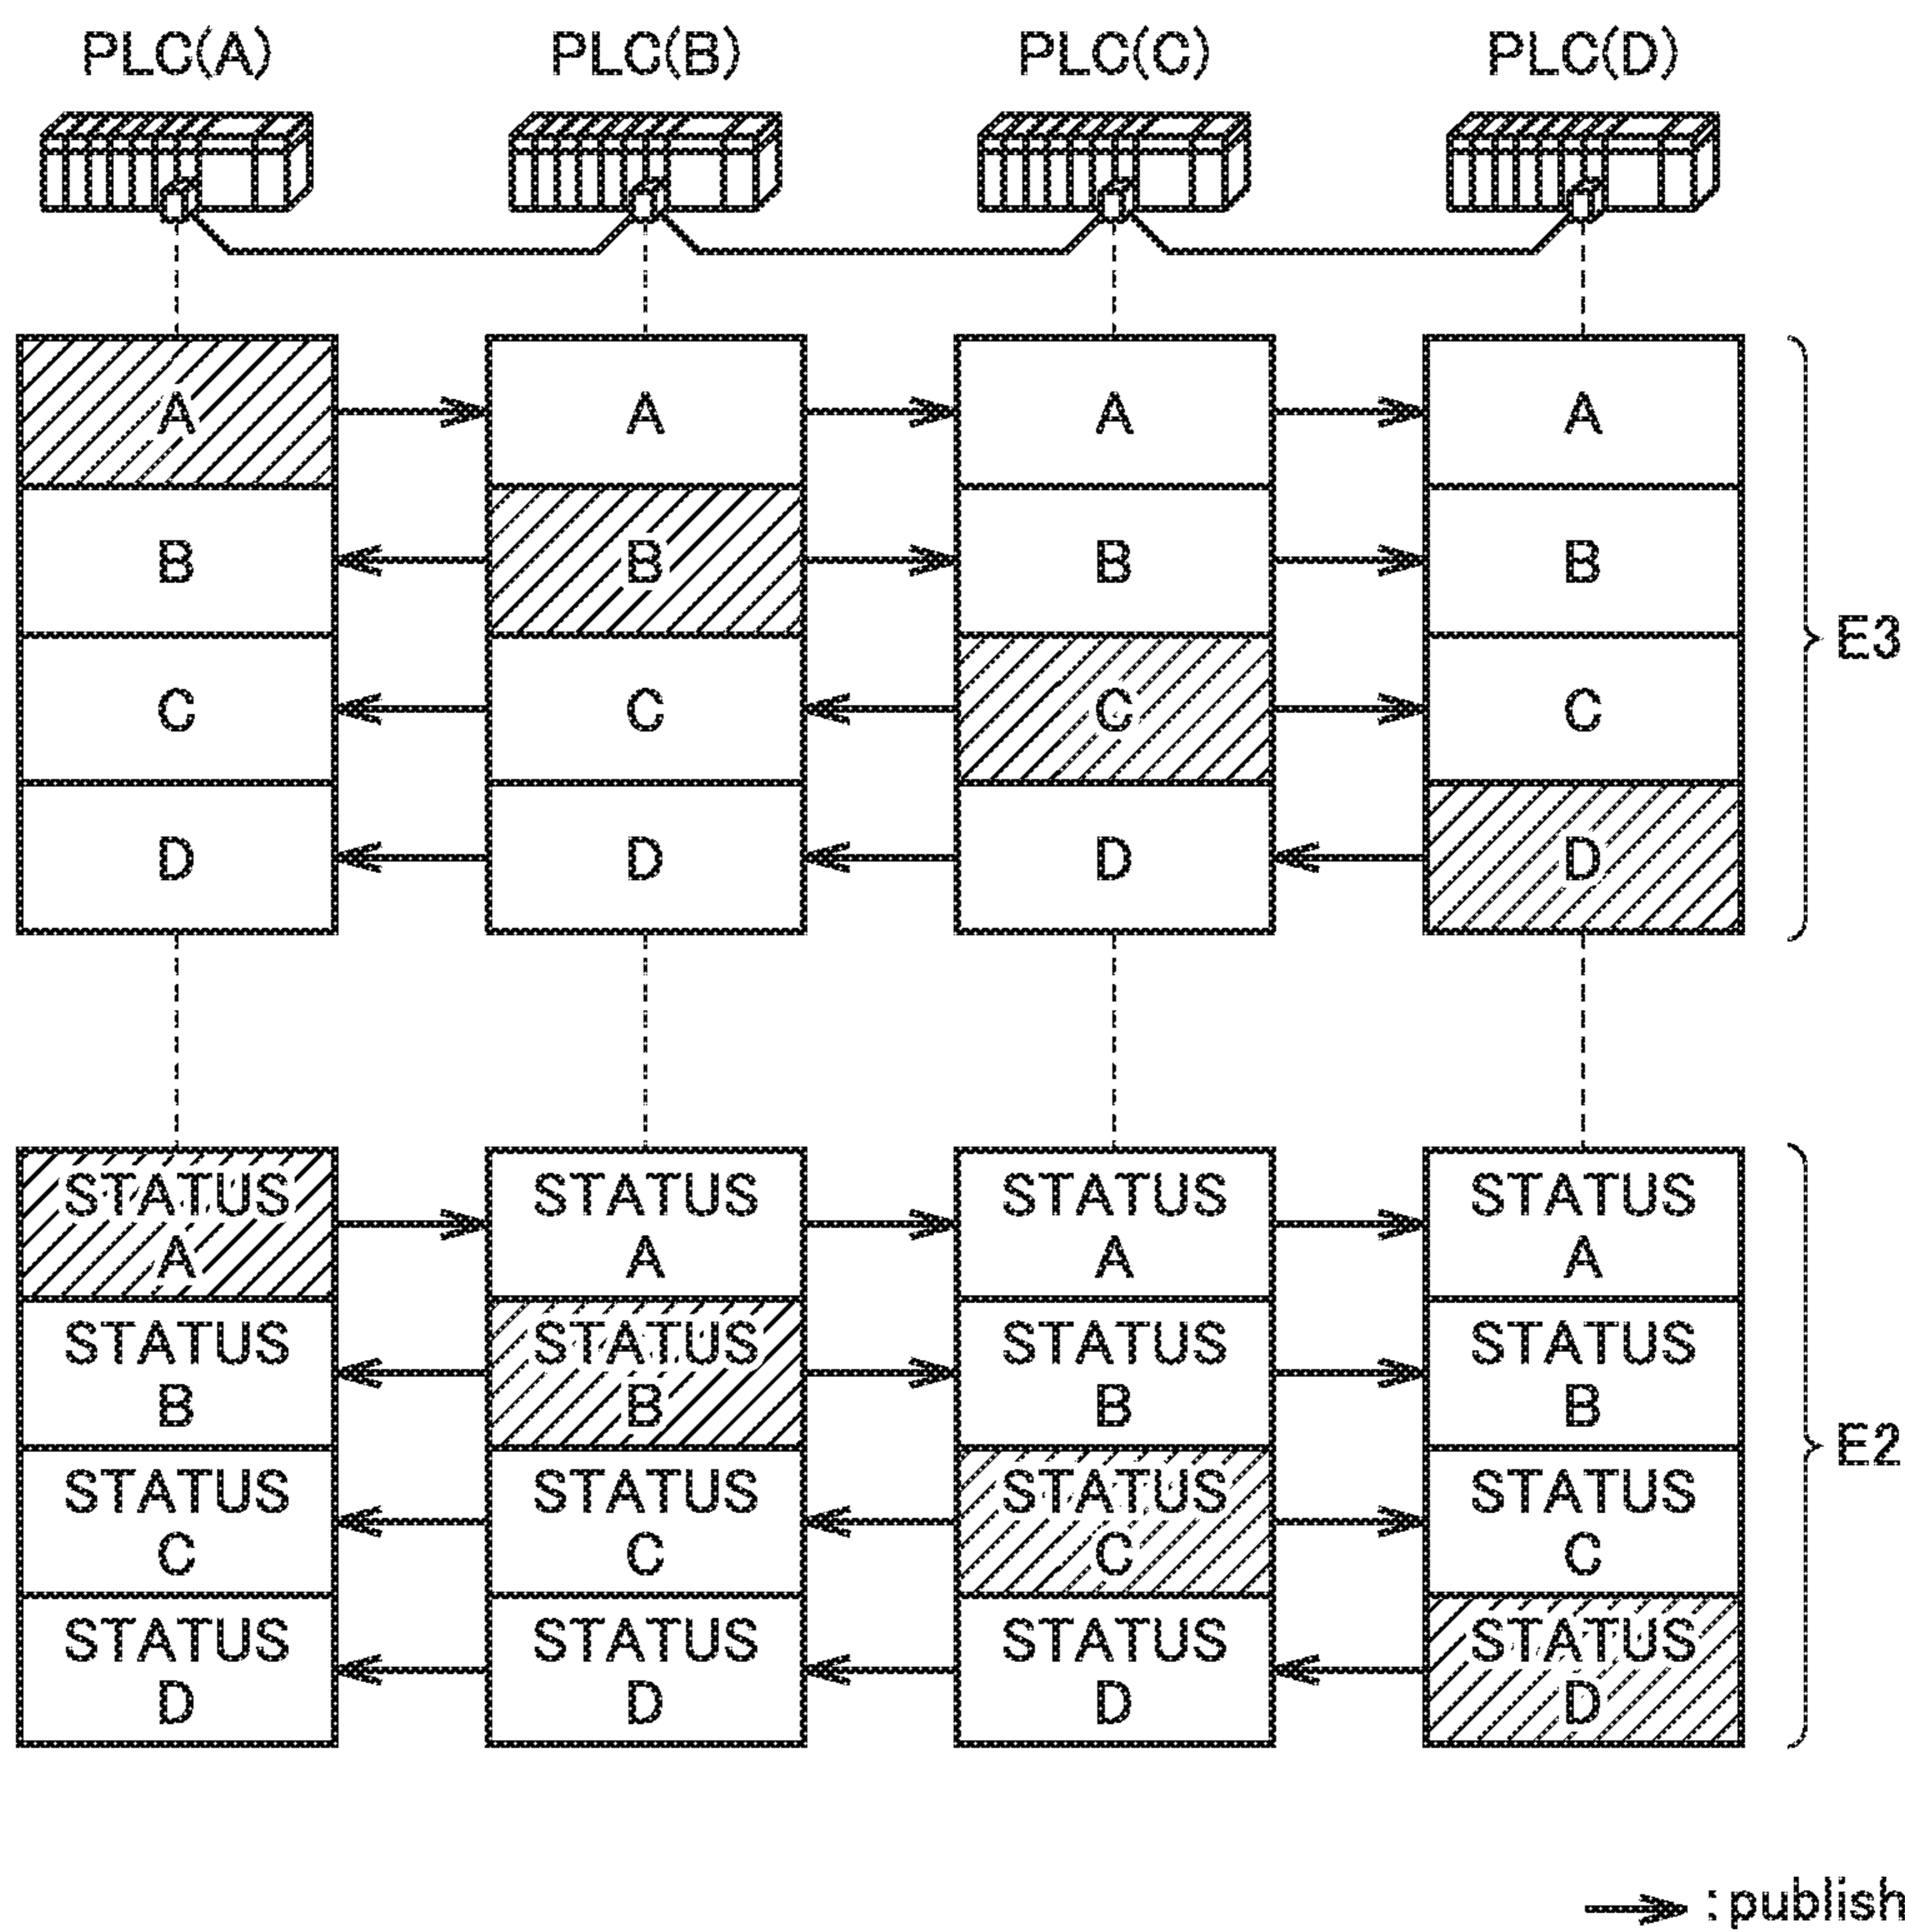 PLC(A) PLC(B) PLC(C) PLC(D)
A A A A
B B B B
E3
C C C C
D D D D
STATUS STATUS STATUS STATUS
A A A A
STATUS STATUS STATUS STATUS
B B B B
E2
STATUS STATUS STATUS STATUS
C C C C
STATUS STATUS STATUS STATUS
D D D D
:publish